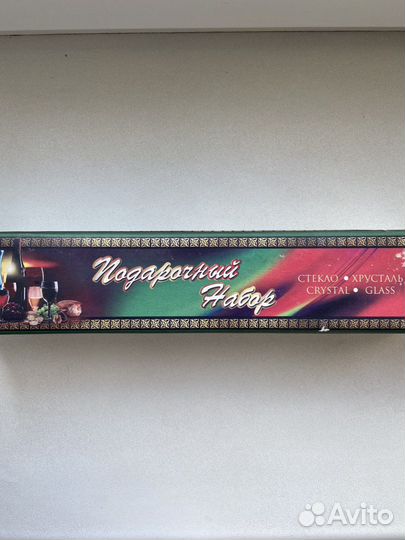 Подарочный
Набор
СТЕКЛО • ХРУСТАЛЬ
CRYSTAL • GLASS
Avito